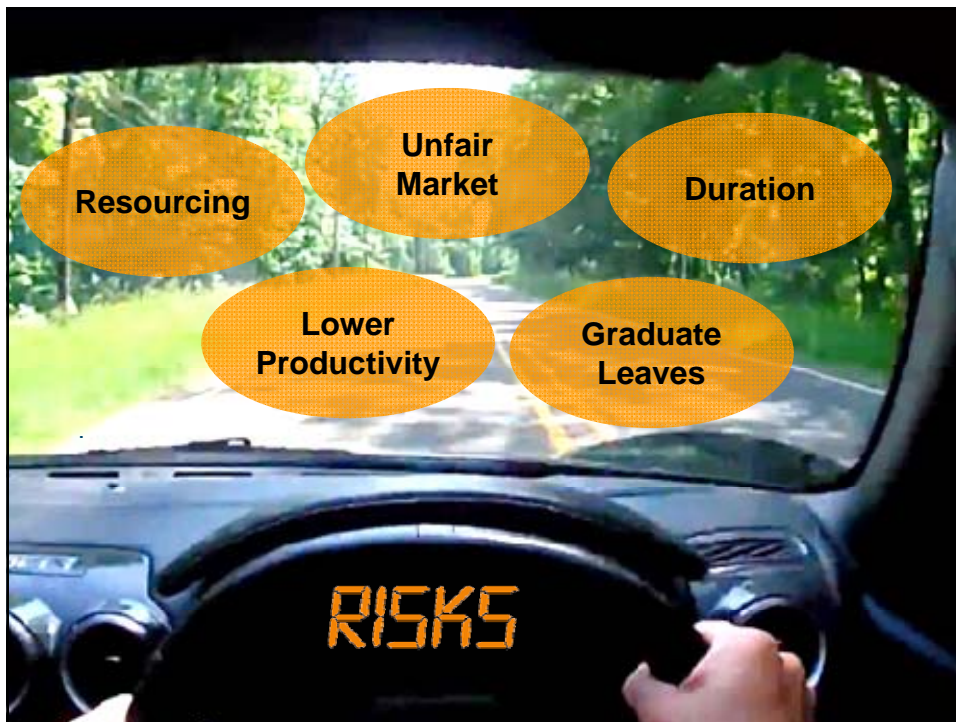 Unfair
Market
Resourcing
Duration
Lower
Productivity
Graduate
Leaves
RISKS